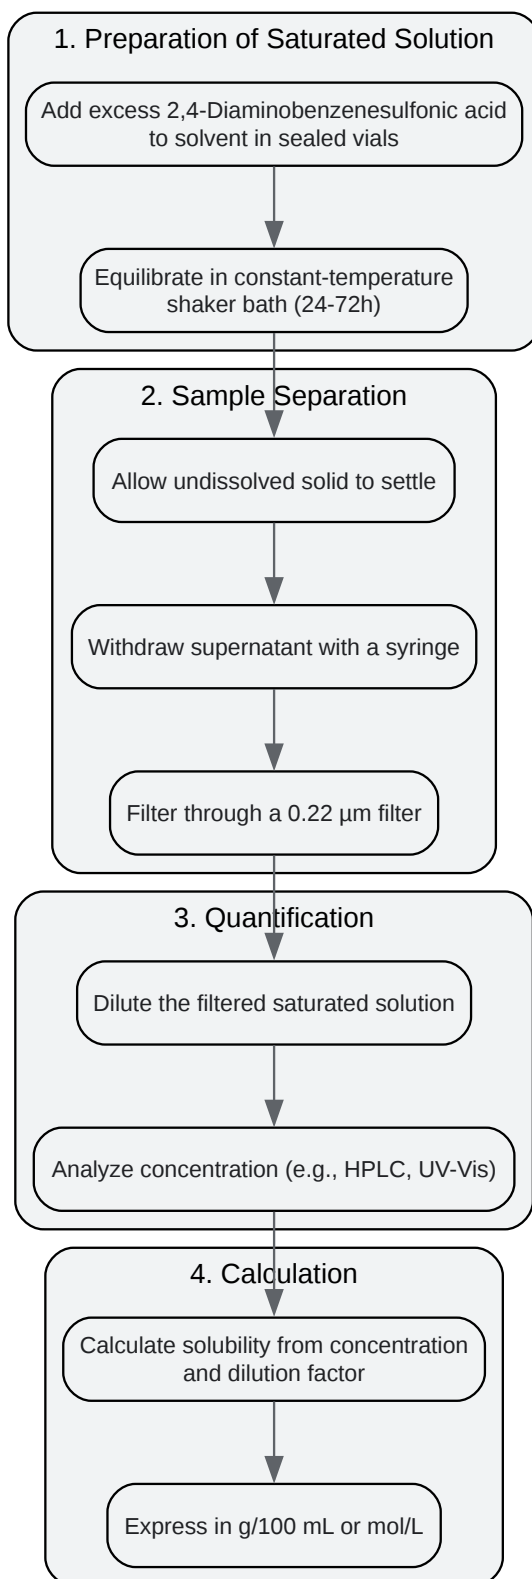 1. Preparation of Saturated Solution
Add excess 2,4-Diaminobenzenesulfonic acid
to solvent in sealed vials
Equilibrate in constant-temperature
shaker bath (24-72h)
2. Sample Separation
Allow undissolved solid to settle
Withdraw supernatant with a syringe
Filter through a 0.22 µm filter
3. Quantification
Dilute the filtered saturated solution
Analyze concentration (e.g., HPLC, UV-Vis)
4. Calculation
Calculate solubility from concentration
and dilution factor
Express in g/100 mL or mol/L